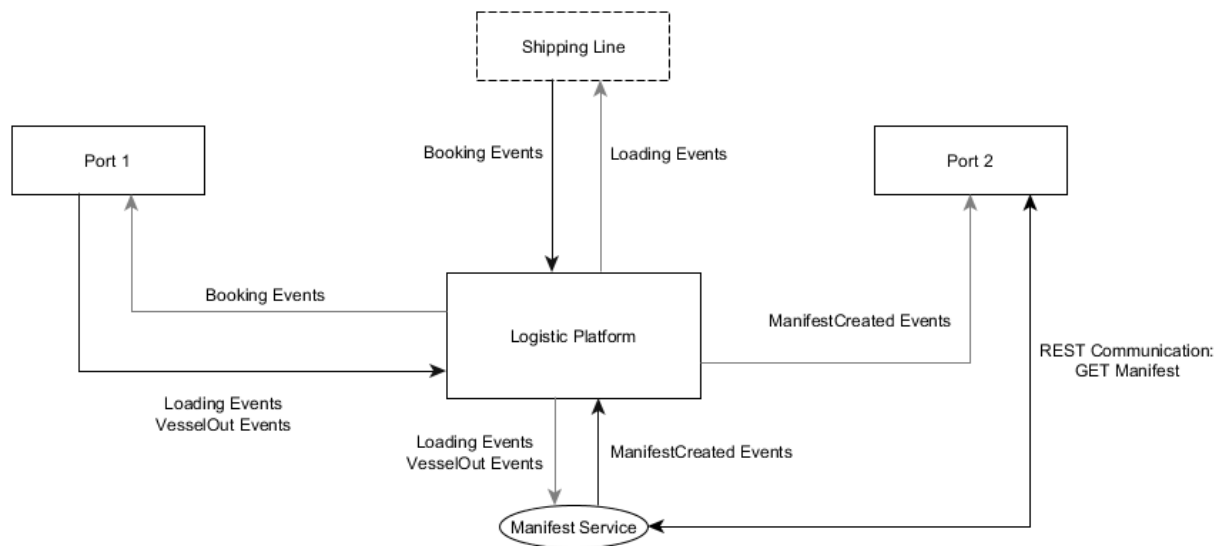 Shipping Line
Port 1
Booking Events
Loading Events
Port 2
Booking Events
Logistic Platform
ManifestCreated Events
REST Communication:
GET Manifest
Loading Events
VesselOut Events
Loading Events
VesselOut Events
ManifestCreated Events
Manifest Service